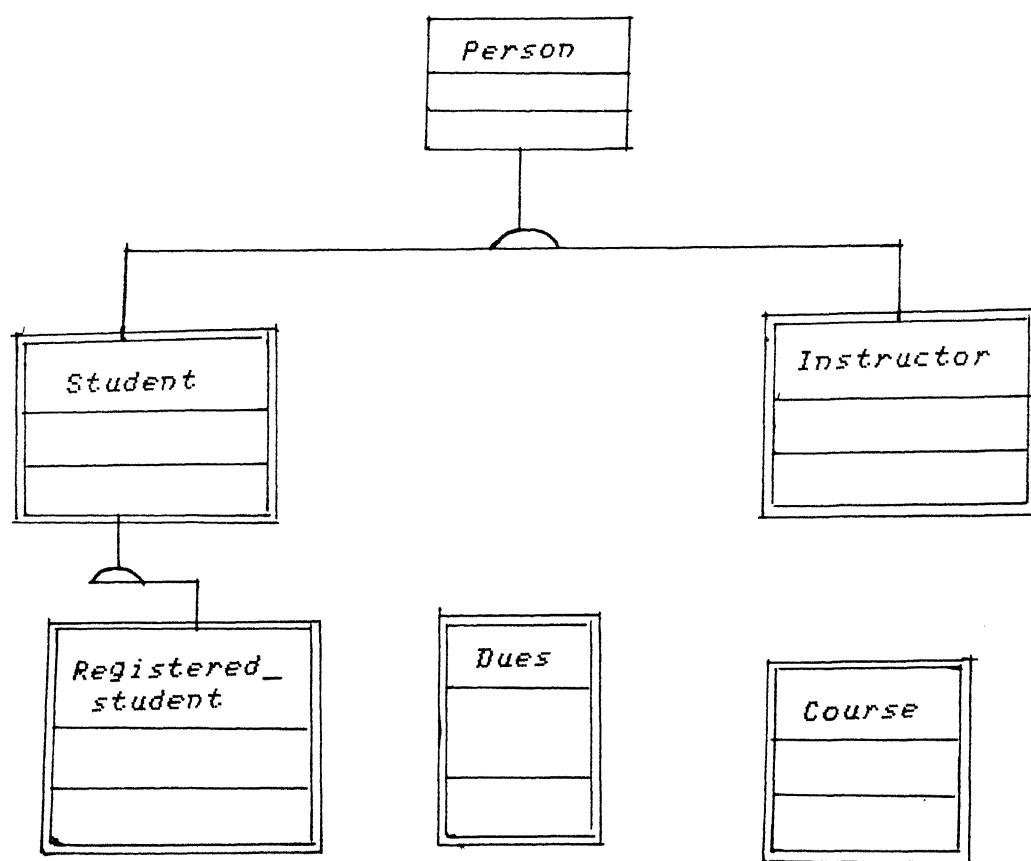 Person
Student
Instructor
Registered_
student
Dues
Course